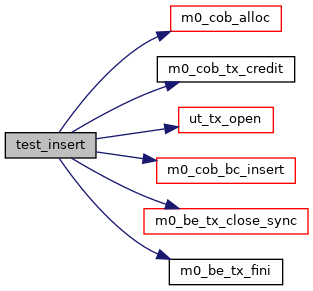 m0_cob_alloc
m0_cob_tx_credit
ut_tx_open
test_insert
m0_cob_bc_insert
m0_be_tx_close_sync
m0_be_tx_fini